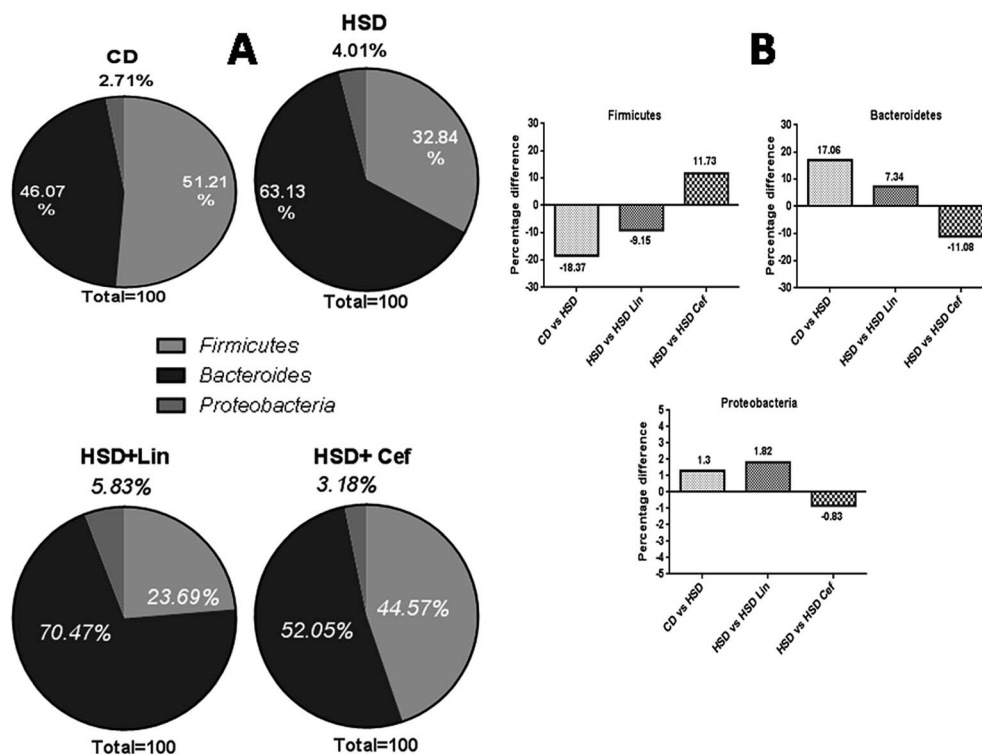 A
CD
2.71%
46.07
%
51.21
%
Total=100
HSD
4.01%
63.13
%
32.84
%
Total=100
Firmicutes
Bacteroides
Proteobacteria
HSD+Lin
5.83%
70.47%
23.69%
Total=100
HSD+ Cef
3.18%
52.05%
44.57%
Total=100
B
Firmicutes
Percentage difference
30
20
10
0
-10
-20
-30
-18.37
-9.15
11.73
CD vs HSD
HSD vs HSD Lin
HSD vs HSD Cef
Bacteroidetes
Percentage difference
30
20
10
0
-10
-20
-30
17.06
7.34
-11.08
CD vs HSD
HSD vs HSD Lin
HSD vs HSD Cef
Proteobacteria
Percentage difference
5
4
3
2
1
0
-1
-2
-3
-4
-5
1.3
1.82
-0.83
CD vs HSD
HSD vs HSD Lin
HSD vs HSD Cef